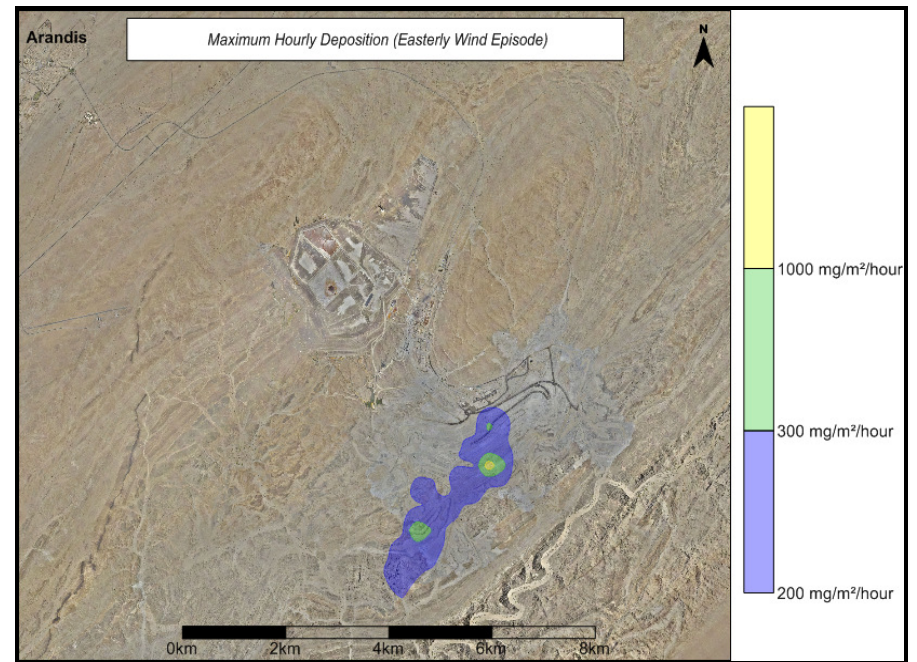 Arandis
Maximum Hourly Deposition (Easterly Wind Episode)
N
1000 mg/m²/hour
300 mg/m²/hour
200 mg/m²/hour
0km 2km 4km 6km 8km